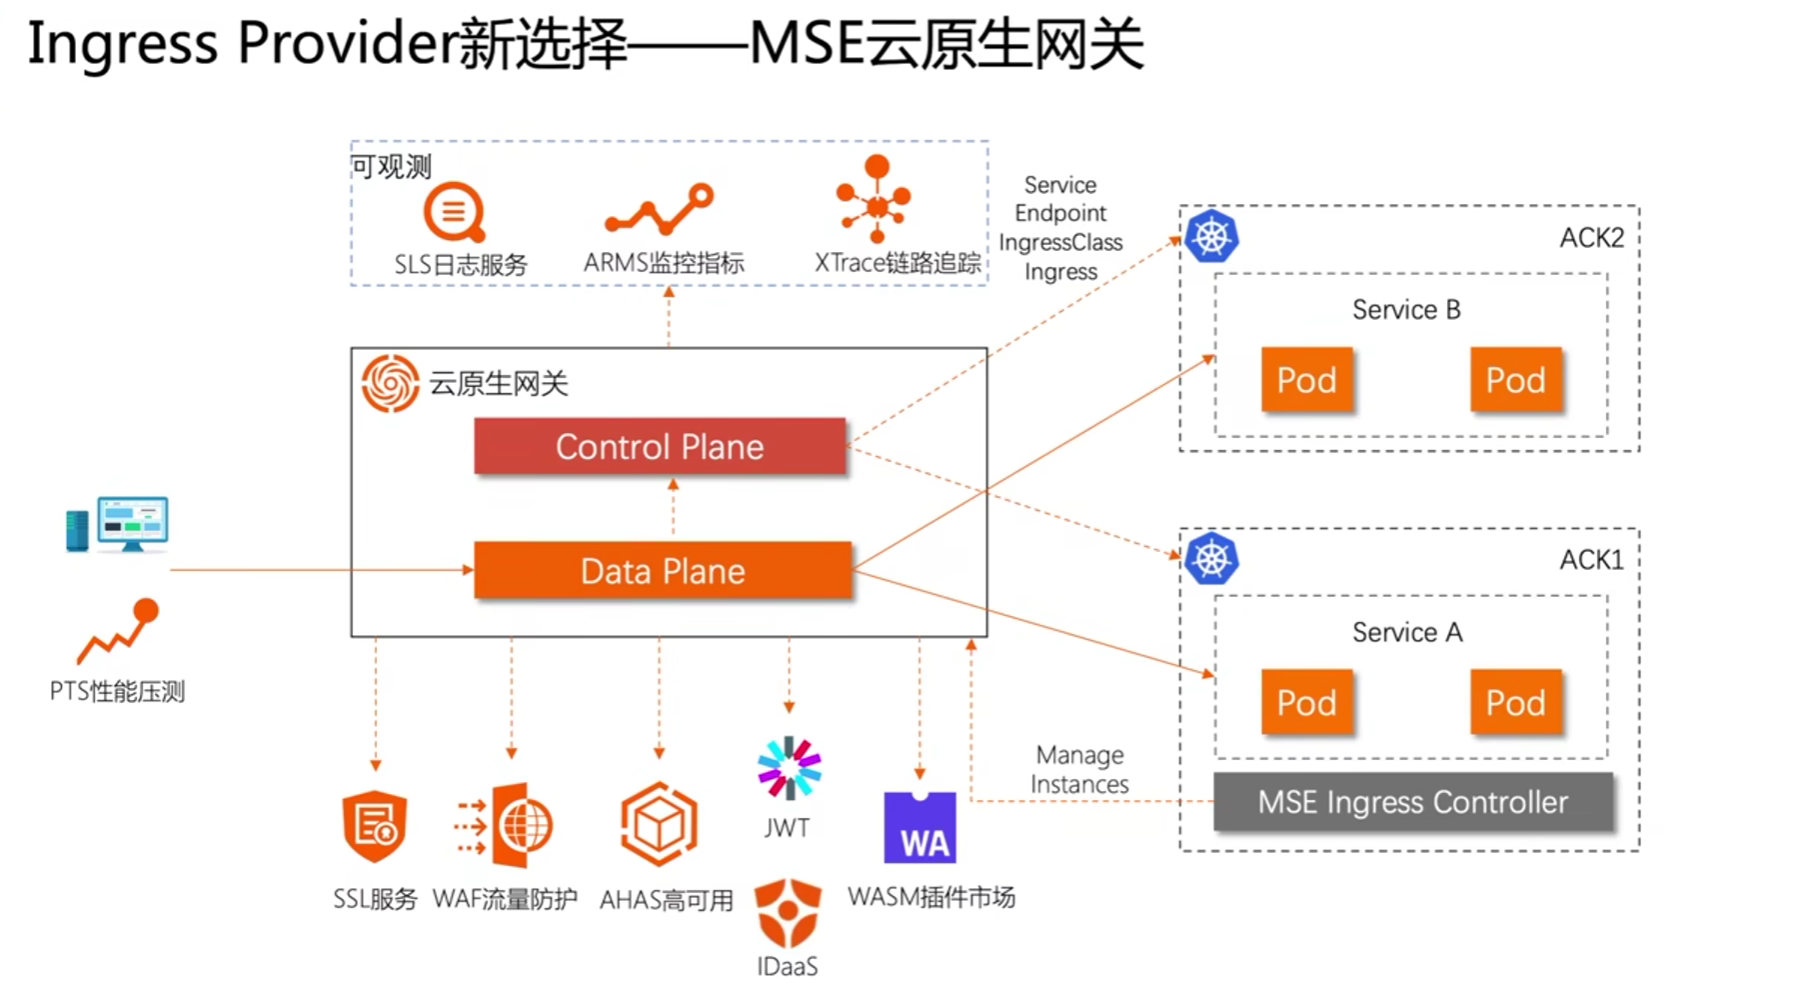 Ingress Provider新选择——MSE云原生网关
可观测
SLS日志服务
ARMS监控指标
XTrace链路追踪
Service
Endpoint
IngressClass
Ingress
ACK2
Service B
Pod
Pod
云原生网关
Control Plane
Data Plane
PTS性能压测
ACK1
Service A
Pod
Pod
MSE Ingress Controller
Manage
Instances
SSL服务
WAF流量防护
AHAS高可用
JWT
IDaaS
WA
WASM插件市场